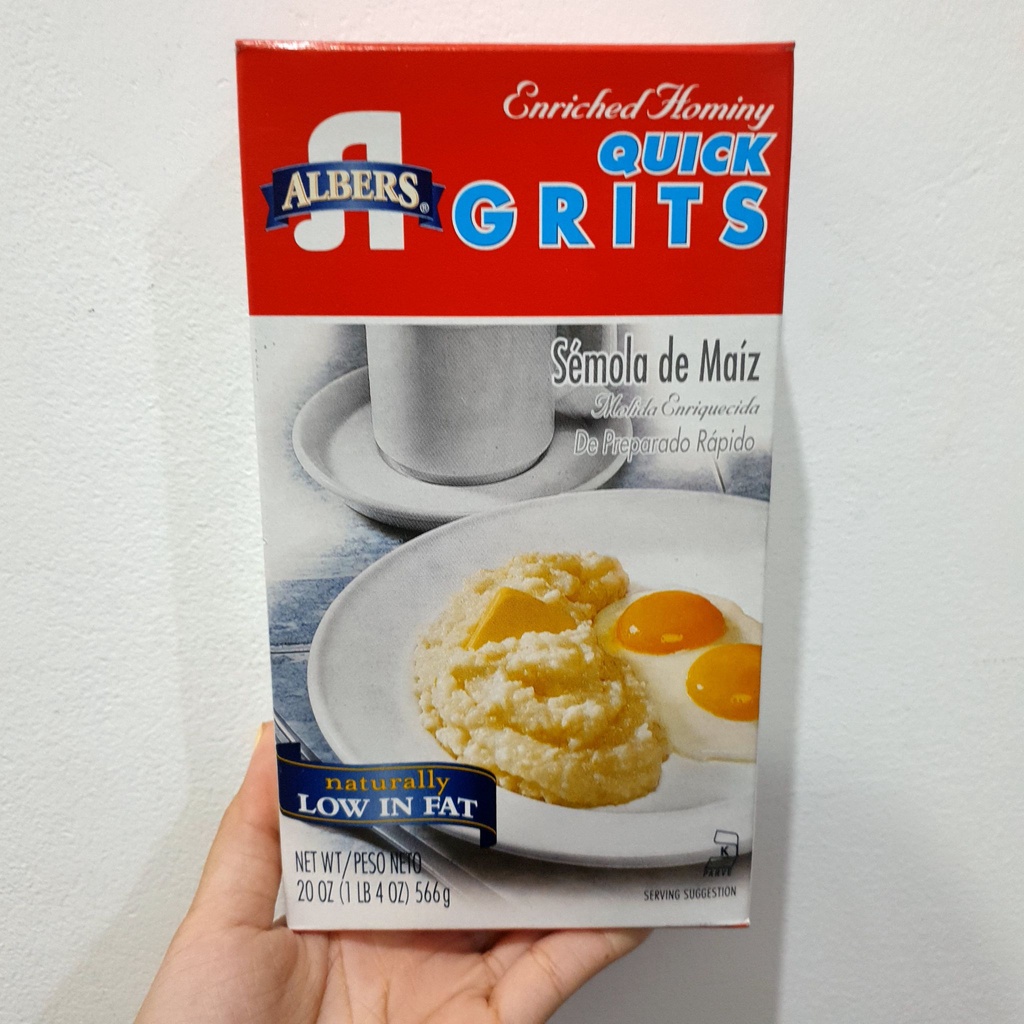 ALBERS®
Enriched Hominy
QUICK
GRITS
Sémola de Maíz
Molida Enriquecida
De Preparado Rápido
naturally
LOW IN FAT
NET WT/PESO NETO
20 OZ (1 LB 4 OZ) 566g
K
PARVE
SERVING SUGGESTION